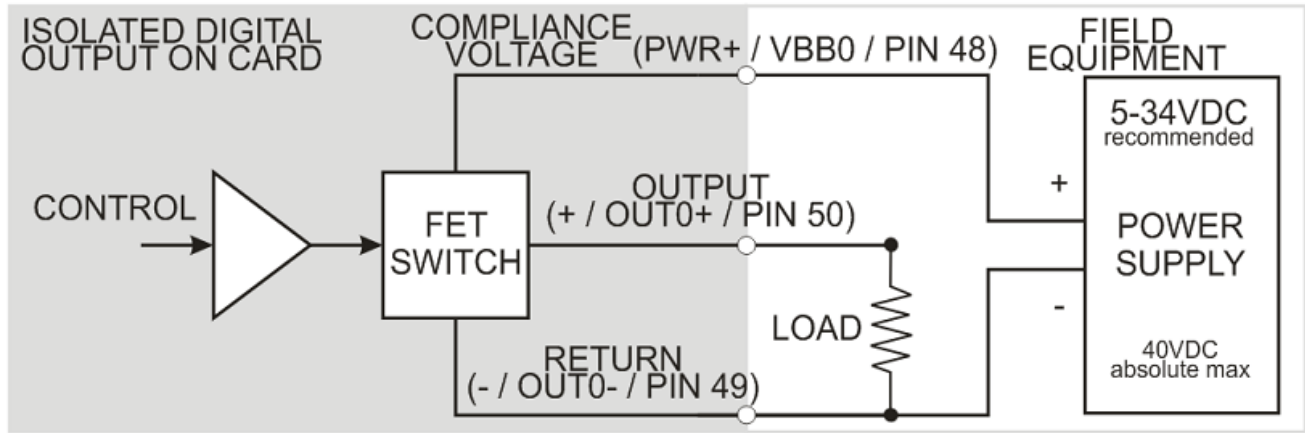 ISOLATED DIGITAL
OUTPUT ON CARD
COMPLIANCE
VOLTAGE
(PWR+ / VBB0 / PIN 48)
FIELD
EQUIPMENT
5-34VDC
recommended
+
POWER
SUPPLY
-
40VDC
absolute max
CONTROL
FET
SWITCH
OUTPUT
(+ / OUT0+ / PIN 50)
LOAD
RETURN
(- / OUT0- / PIN 49)